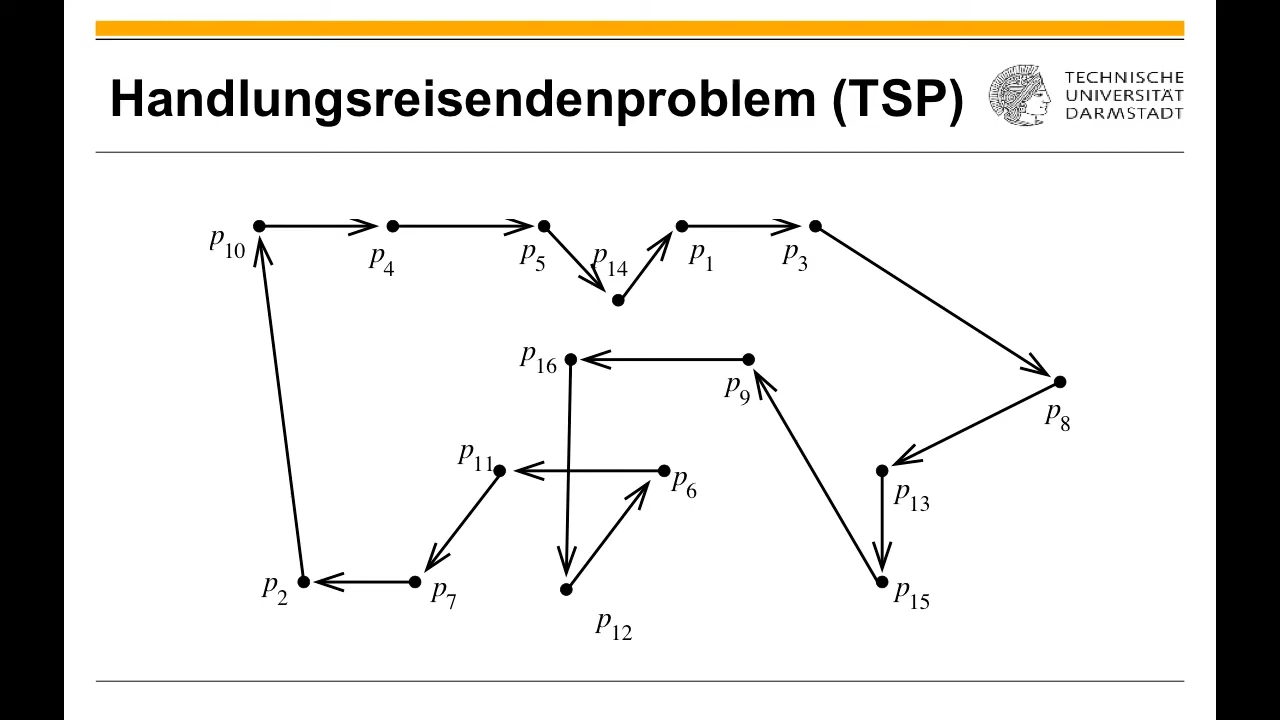 Handlungsreisendenproblem (TSP)
TECHNISCHE
UNIVERSITÄT
DARMSTADT
p10
p4
p5
p14
p1
p3
p16
p9
p8
p11
p6
p13
p2
p7
p12
p15